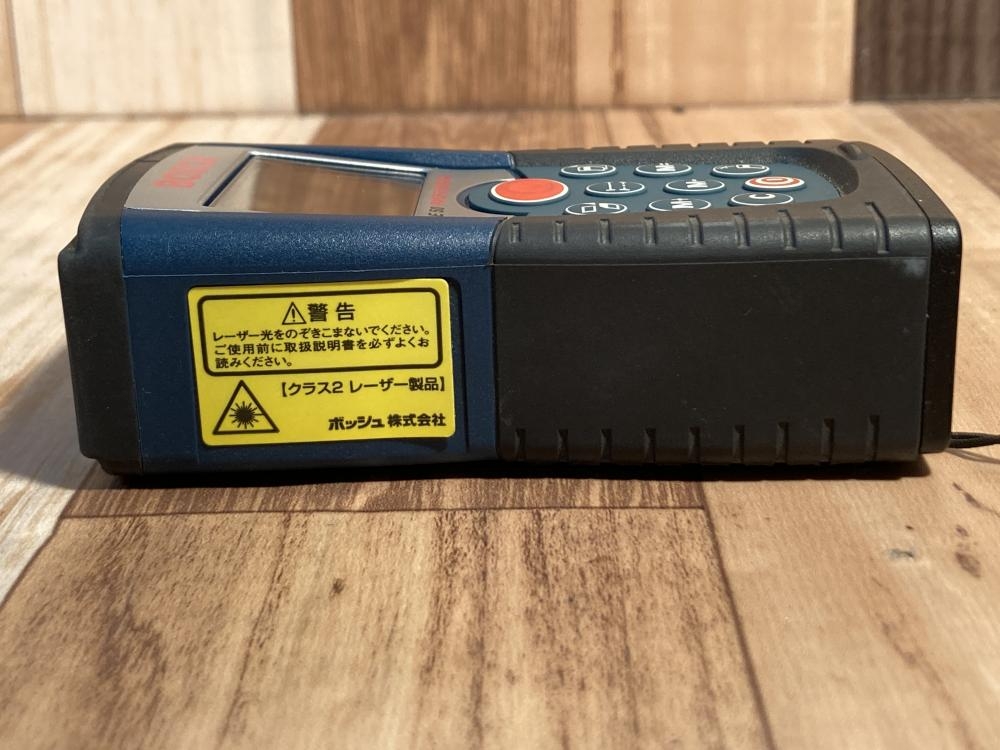 BOSCH
M=
M-
M+
C
警告
レーザー光をのぞきこまないでください。
ご使用前に取扱説明書を必ずよくお
読みください。
【クラス2 レーザー製品】
ボッシュ株式会社